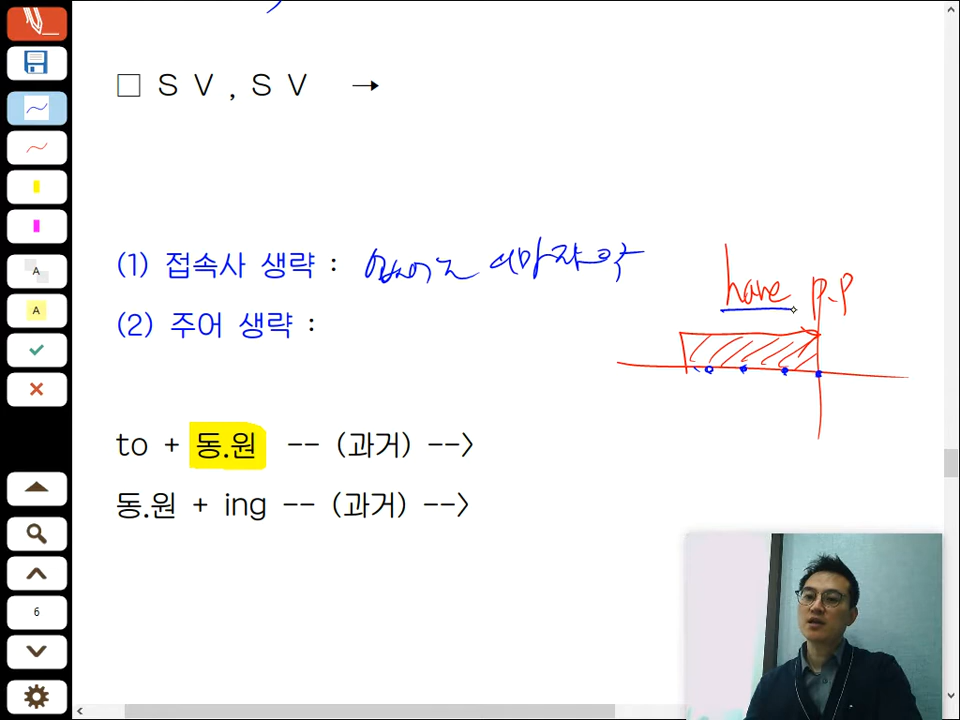 □ S V , S V →
(1) 접속사 생략 :
have p.p
(2) 주어 생략 :
to + 동.원 -- (과거) -->
동.원 + ing -- (과거) -->
A
A
6